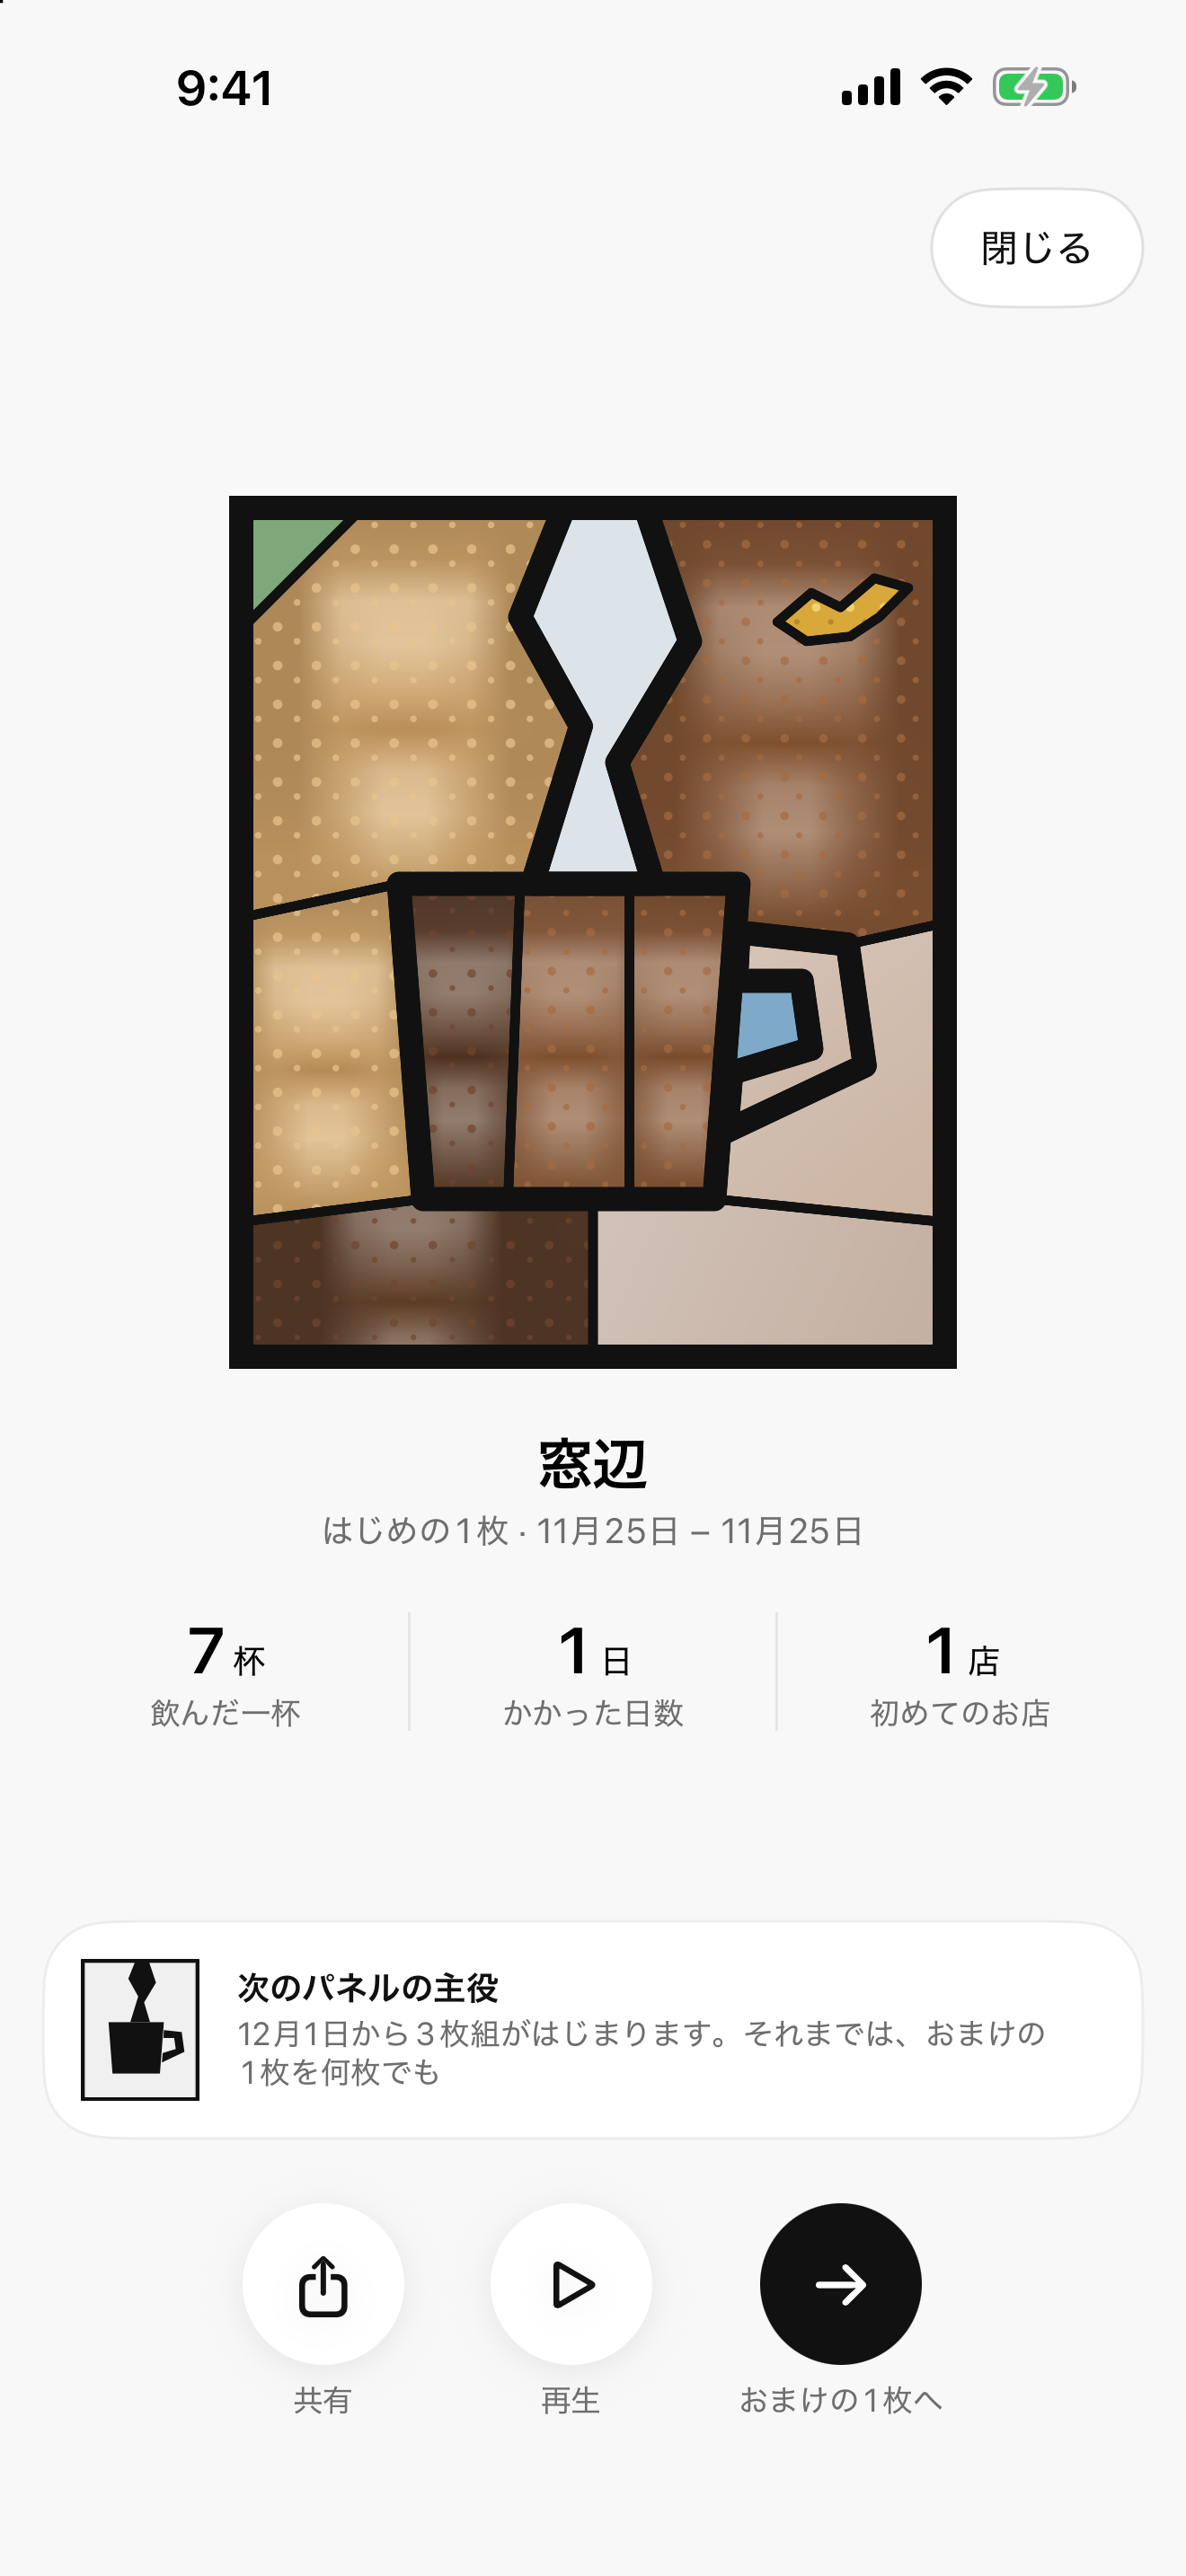 9:41
閉じる
窓辺
はじめの1枚 · 11月25日 – 11月25日
7 杯
飲んだ一杯
1 日
かかった日数
1 店
初めてのお店
次のパネルの主役
12月1日から3枚組がはじまります。それまでは、おまけの
1枚を何枚でも
共有
再生
おまけの1枚へ